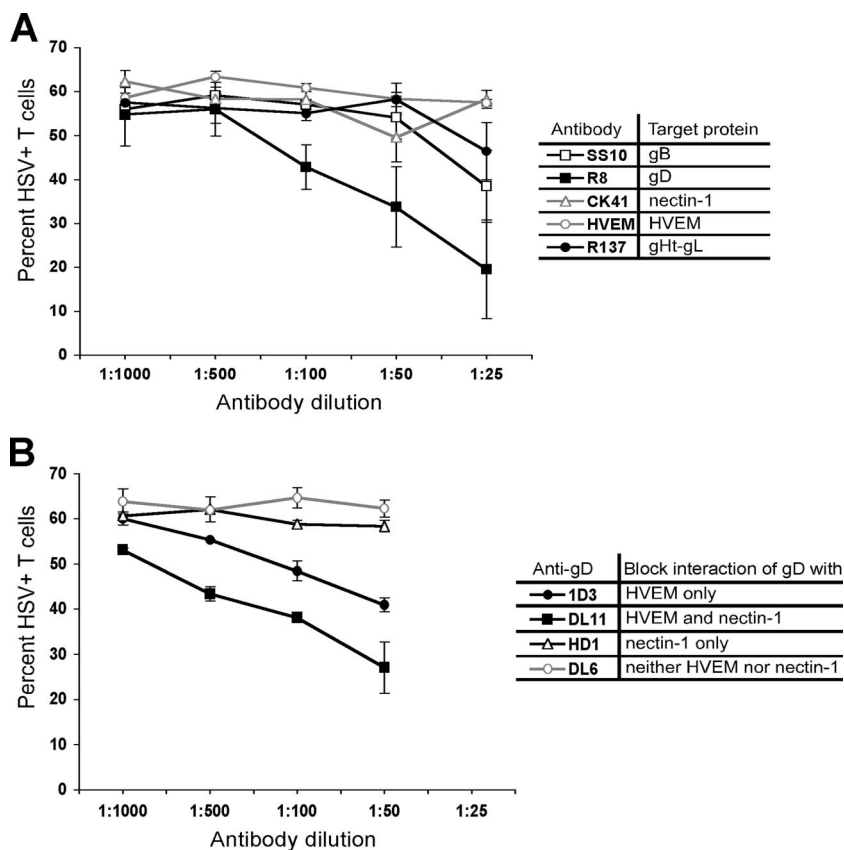 A
Percent HSV+ T cells
70
60
50
40
30
20
10
0
1:1000 1:500 1:100 1:50 1:25
Antibody dilution
Antibody Target protein
SS10 gB
R8 gD
CK41 nectin-1
HVEM HVEM
R137 gHt-gL
B
Percent HSV+ T cells
70
60
50
40
30
20
10
0
1:1000 1:500 1:100 1:50 1:25
Antibody dilution
Anti-gD Block interaction of gD with
1D3 HVEM only
DL11 HVEM and nectin-1
HD1 nectin-1 only
DL6 neither HVEM nor nectin-1